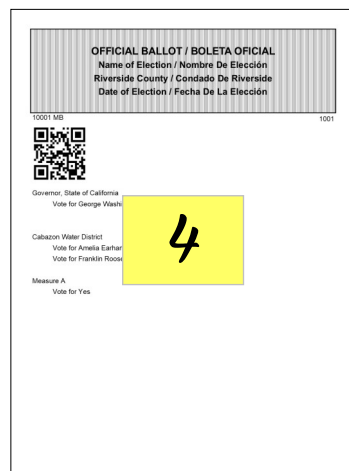 OFFICIAL BALLOT / BOLETA OFICIAL
Name of Election / Nombre De Elección
Riverside County / Condado De Riverside
Date of Election / Fecha De La Elección
10001 MB 1001
Governor, State of California
Vote for George Washi
Cabazon Water District
Vote for Amelia Earhar
Vote for Franklin Roos
Measure A
Vote for Yes
4